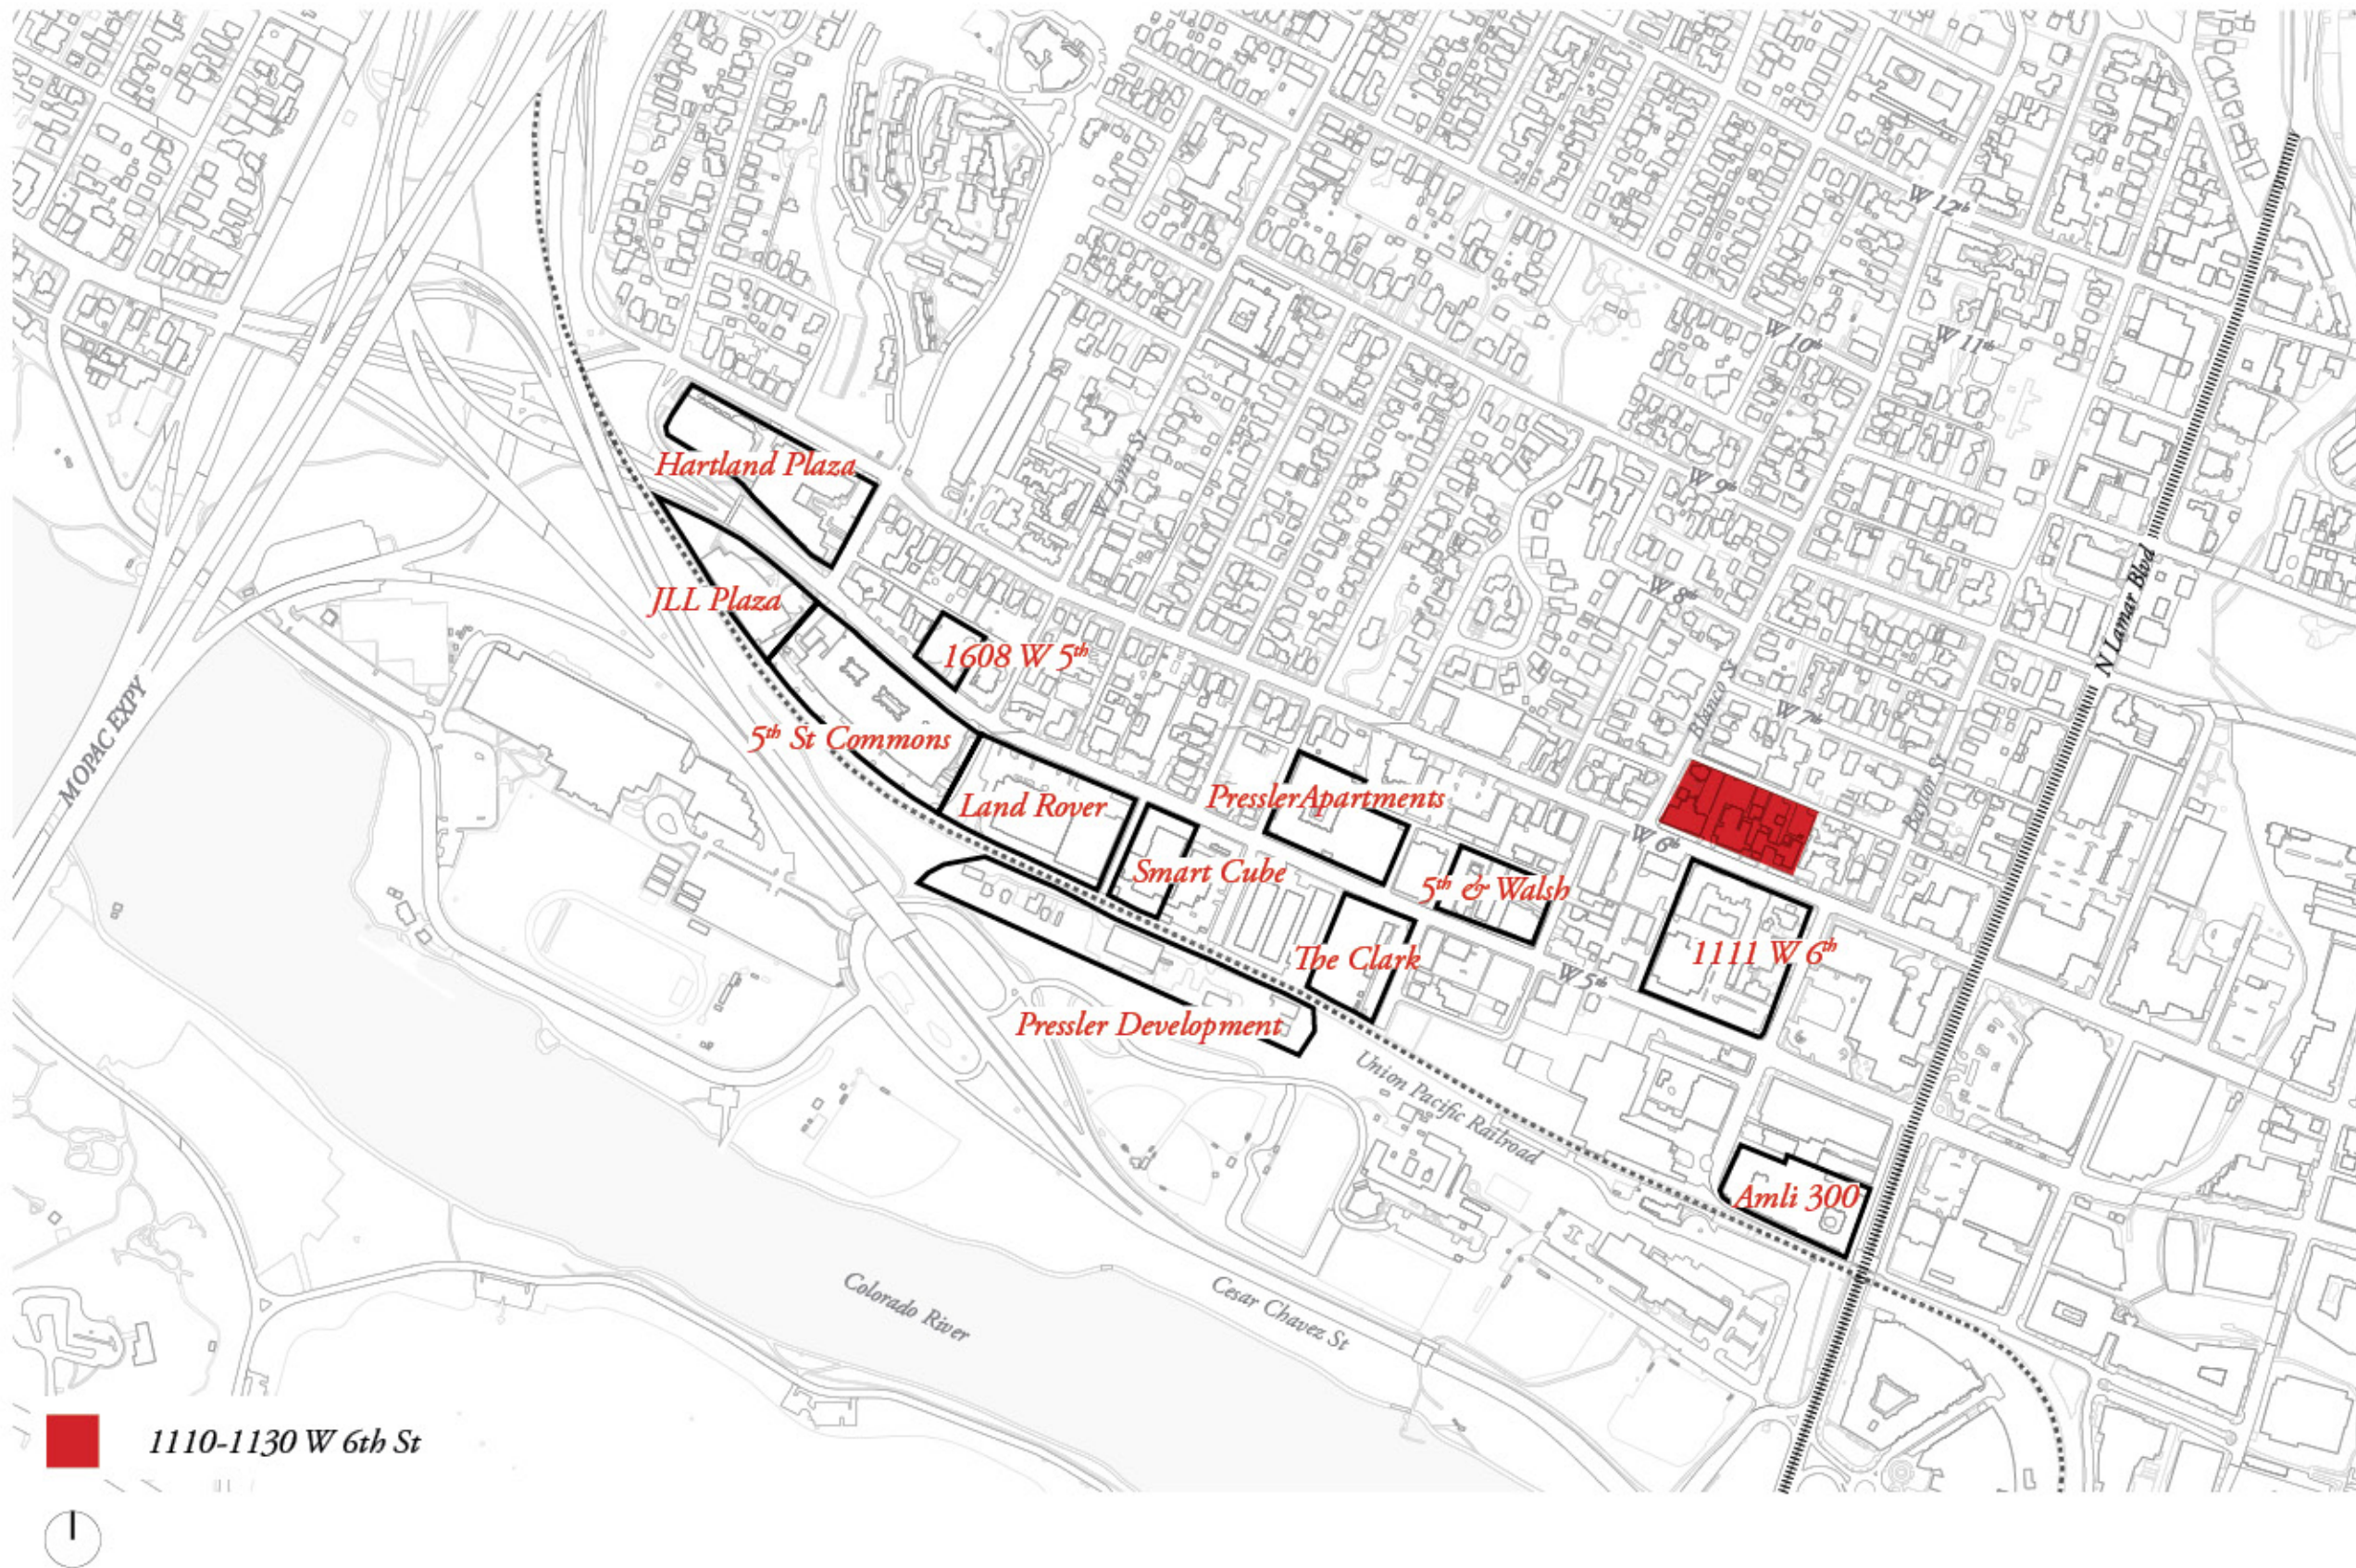 W 12th
W 10th
W 11th
W Lynn St
Hartland Plaza
W 9th
N Lamar Blvd
JLL Plaza
W 8th
1608 W 5th
Blanco St
MOPAC EXPY
W 7th
5th St Commons
Baylor St
Land Rover
Pressler Apartments
W 6th
Smart Cube
5th & Walsh
The Clark
1111 W 6th
W 5th
Pressler Development
Union Pacific Railroad
Amli 300
Colorado River
Cesar Chavez St
1110-1130 W 6th St